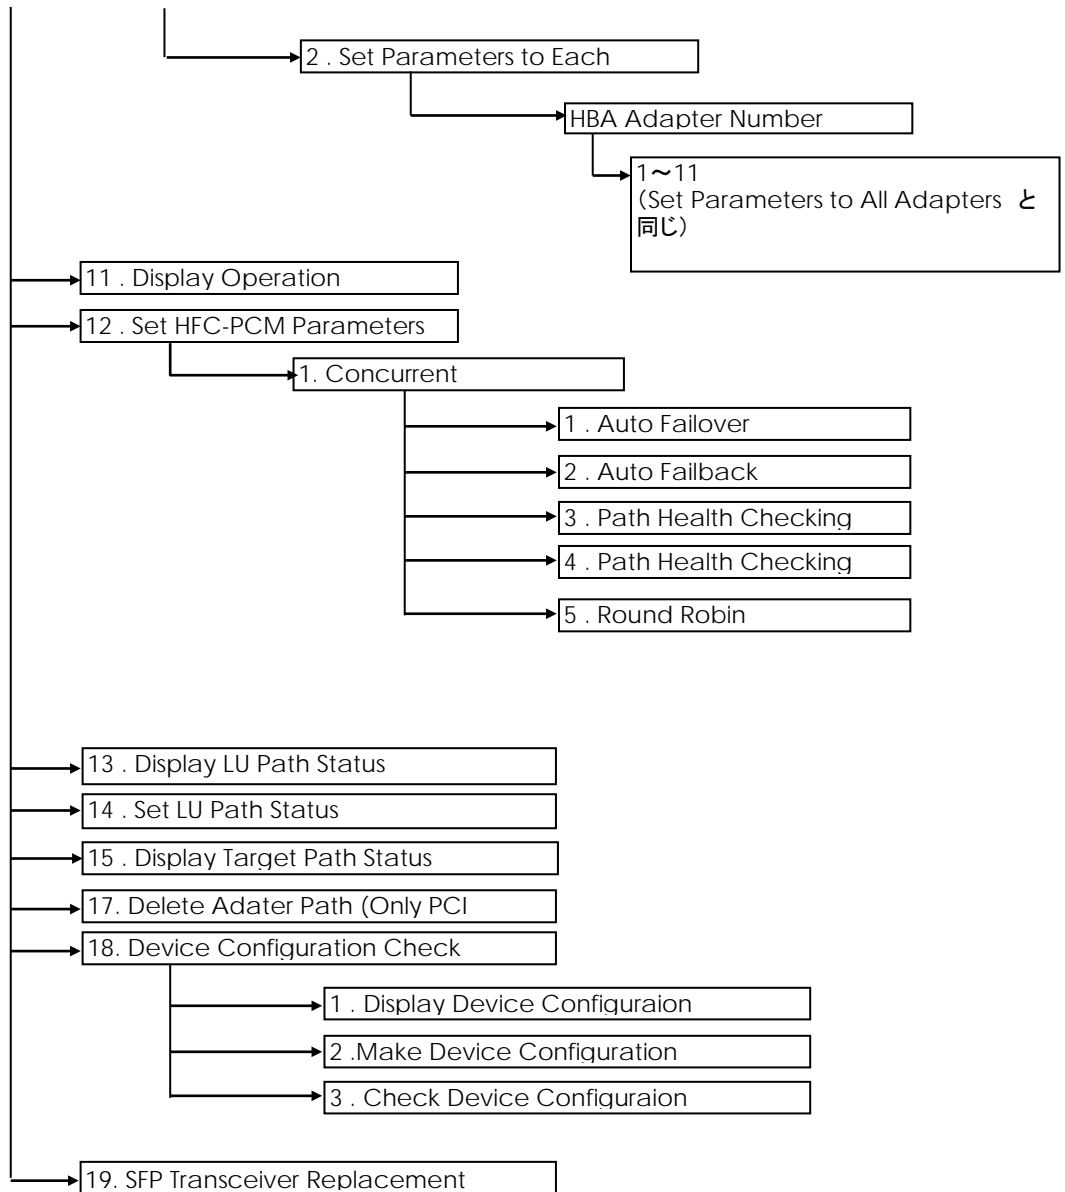 2 . Set Parameters to Each
HBA Adapter Number
1～11
(Set Parameters to All Adapters と
同じ)
11 . Display Operation
12 . Set HFC-PCM Parameters
1. Concurrent
1 . Auto Failover
2 . Auto Failback
3 . Path Health Checking
4 . Path Health Checking
5 . Round Robin
13 . Display LU Path Status
14 . Set LU Path Status
15 . Display Target Path Status
17. Delete Adater Path (Only PCI
18. Device Configuration Check
1 . Display Device Configuraion
2 .Make Device Configuration
3 . Check Device Configuraion
19. SFP Transceiver Replacement